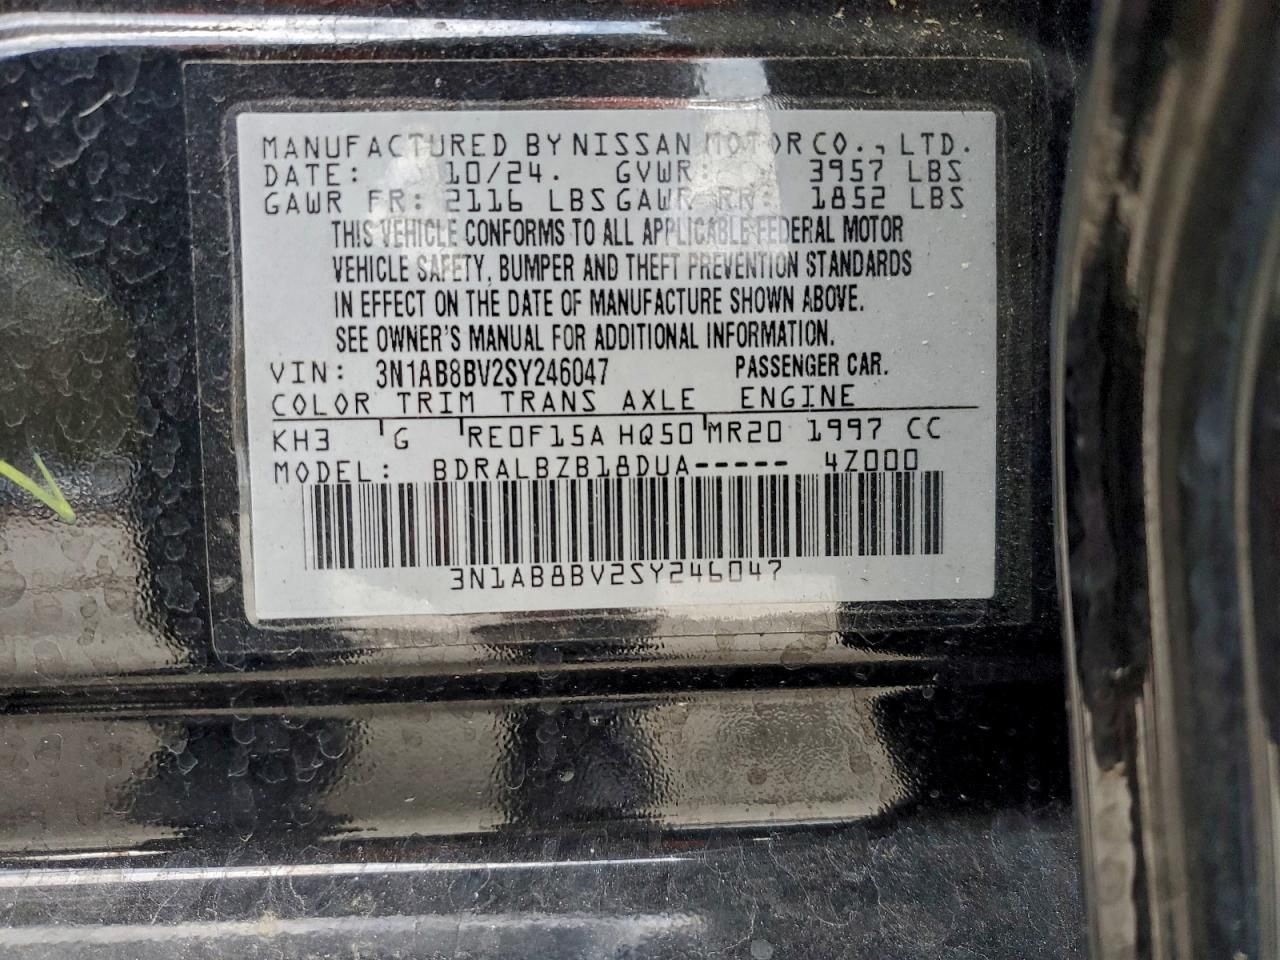 MANUFACTURED BY NISSAN MOTOR CO., LTD.
DATE: 10/24. GVWR: 3957 LBS
GAWR FR: 2116 LBS GAWR RR: 1852 LBS
THIS VEHICLE CONFORMS TO ALL APPLICABLE FEDERAL MOTOR
VEHICLE SAFETY, BUMPER AND THEFT PREVENTION STANDARDS
IN EFFECT ON THE DATE OF MANUFACTURE SHOWN ABOVE.
SEE OWNER'S MANUAL FOR ADDITIONAL INFORMATION.
VIN: 3N1AB8BV2SY246047 PASSENGER CAR.
COLOR TRIM TRANS AXLE ENGINE
KH3 G RE0F15A HQ50 MR20 1997 CC
MODEL: BDRALBZB18DUA----- 4Z000
3N1AB8BV2SY246047